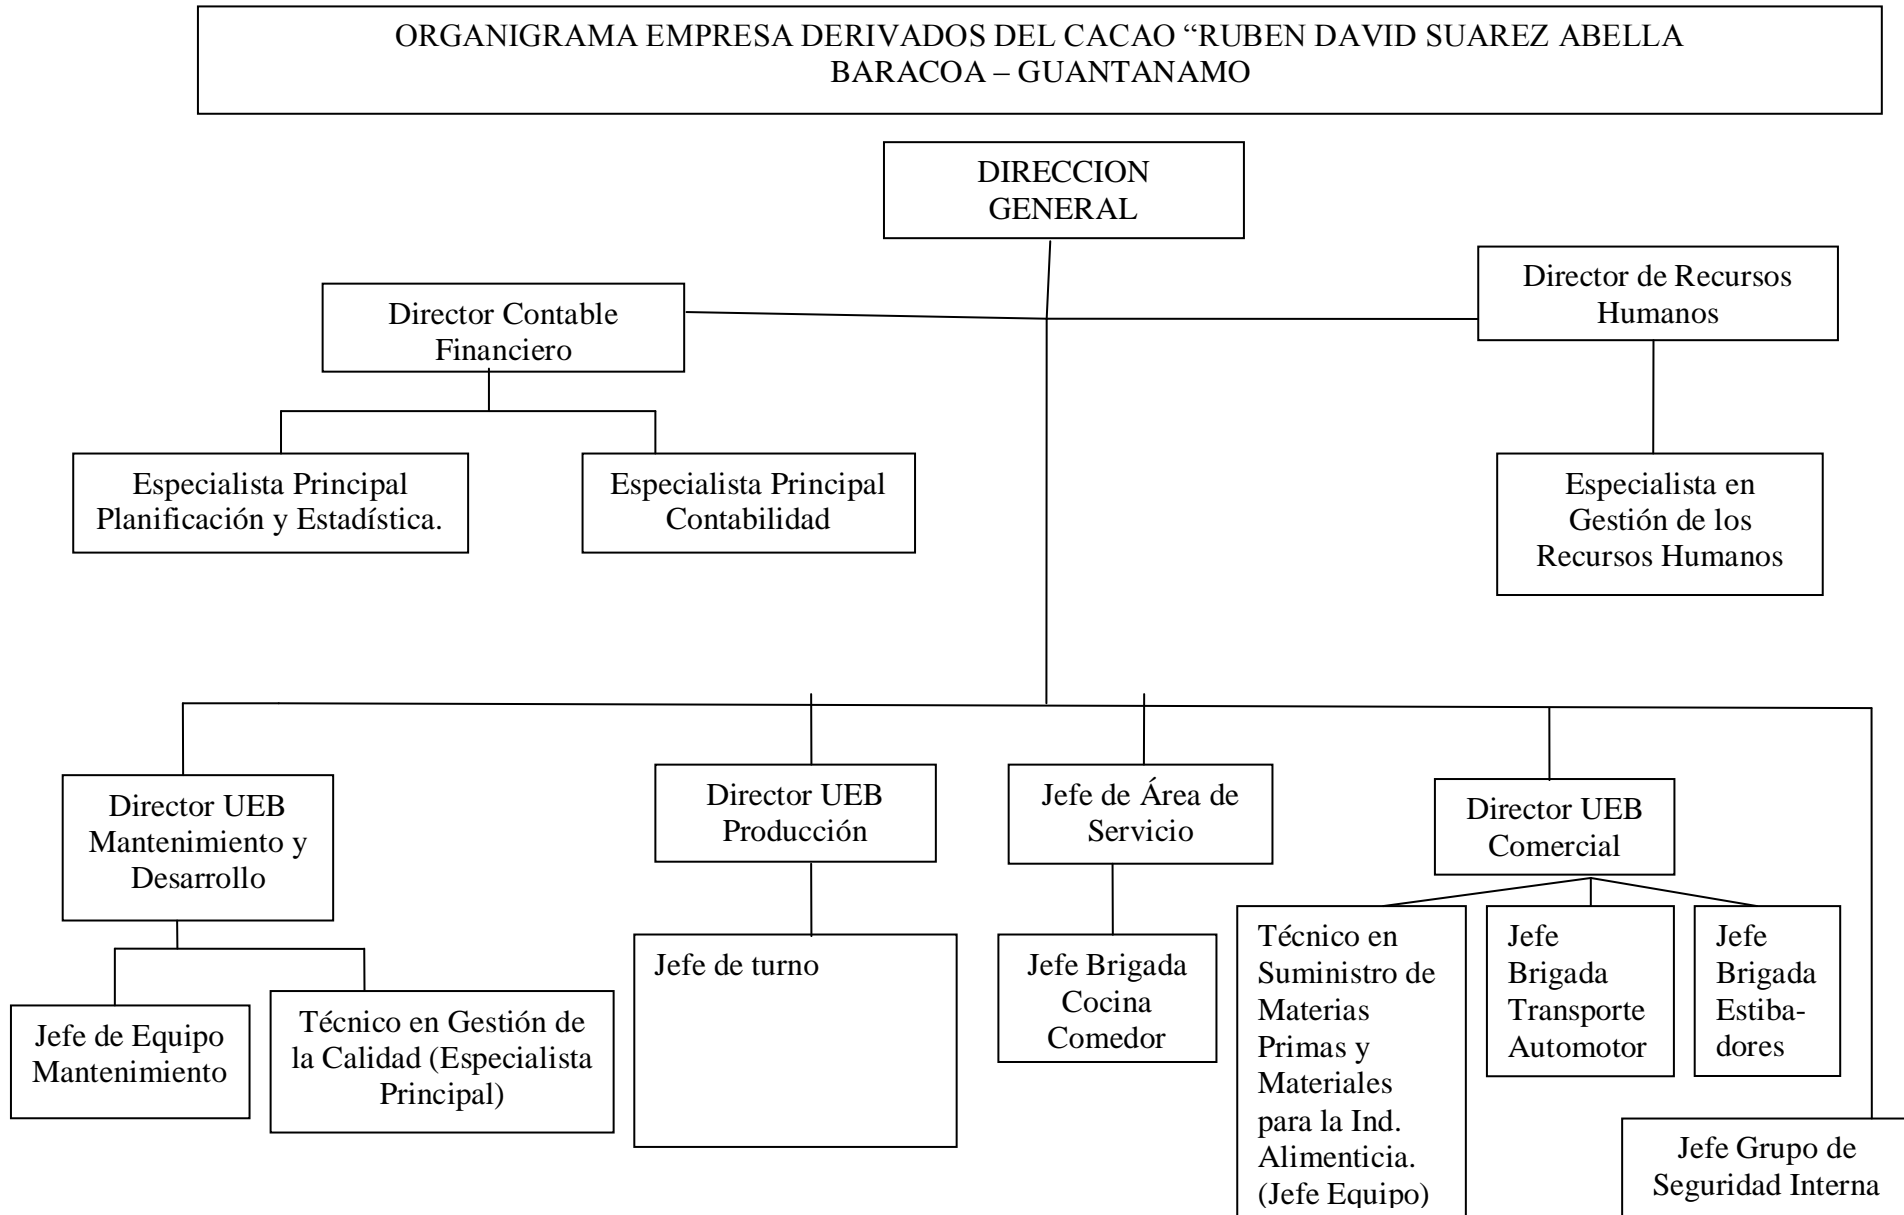 ORGANIGRAMA EMPRESA DERIVADOS DEL CACAO “RUBEN DAVID SUAREZ ABELLA
BARACOA – GUANTANAMO
DIRECCION
GENERAL
Director Contable
Financiero
Director de Recursos
Humanos
Especialista Principal
Planificación y Estadística.
Especialista Principal
Contabilidad
Especialista en
Gestión de los
Recursos Humanos
Director UEB
Mantenimiento y
Desarrollo
Director UEB
Producción
Jefe de Área de
Servicio
Director UEB
Comercial
Jefe de Equipo
Mantenimiento
Técnico en Gestión de
la Calidad (Especialista
Principal)
Jefe de turno
Jefe Brigada
Cocina
Comedor
Técnico en
Suministro de
Materias
Primas y
Materiales
para la Ind.
Alimenticia.
(Jefe Equipo)
Jefe
Brigada
Transporte
Automotor
Jefe
Brigada
Estiba-
dores
Jefe Grupo de
Seguridad Interna